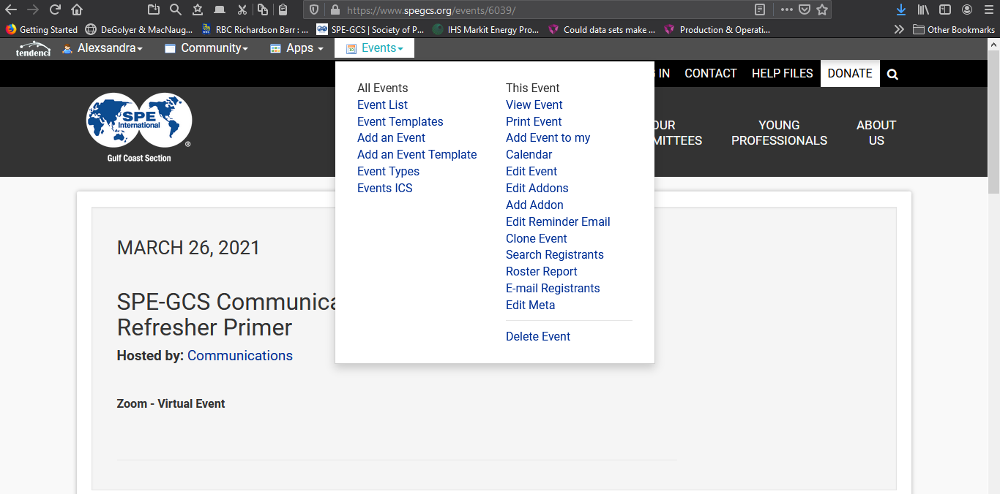 https://www.spegcs.org/events/6039/
Getting Started
DeGolyer & MacNaug...
RBC Richardson Barr : ...
SPE-GCS | Society of P...
IHS Markit Energy Pro...
Could data sets make ...
Production & Operati...
Other Bookmarks
tendenci
Alexsandra
Community
Apps
Events
IN
CONTACT
HELP FILES
DONATE
SPE
International
®
Gulf Coast Section
OUR
MITTEES
YOUNG
PROFESSIONALS
ABOUT
US
All Events
Event List
Event Templates
Add an Event
Add an Event Template
Event Types
Events ICS
This Event
View Event
Print Event
Add Event to my
Calendar
Edit Event
Edit Addons
Add Addon
Edit Reminder Email
Clone Event
Search Registrants
Roster Report
E-mail Registrants
Edit Meta
Delete Event
MARCH 26, 2021
SPE-GCS Communica
Refresher Primer
Hosted by: Communications
Zoom - Virtual Event